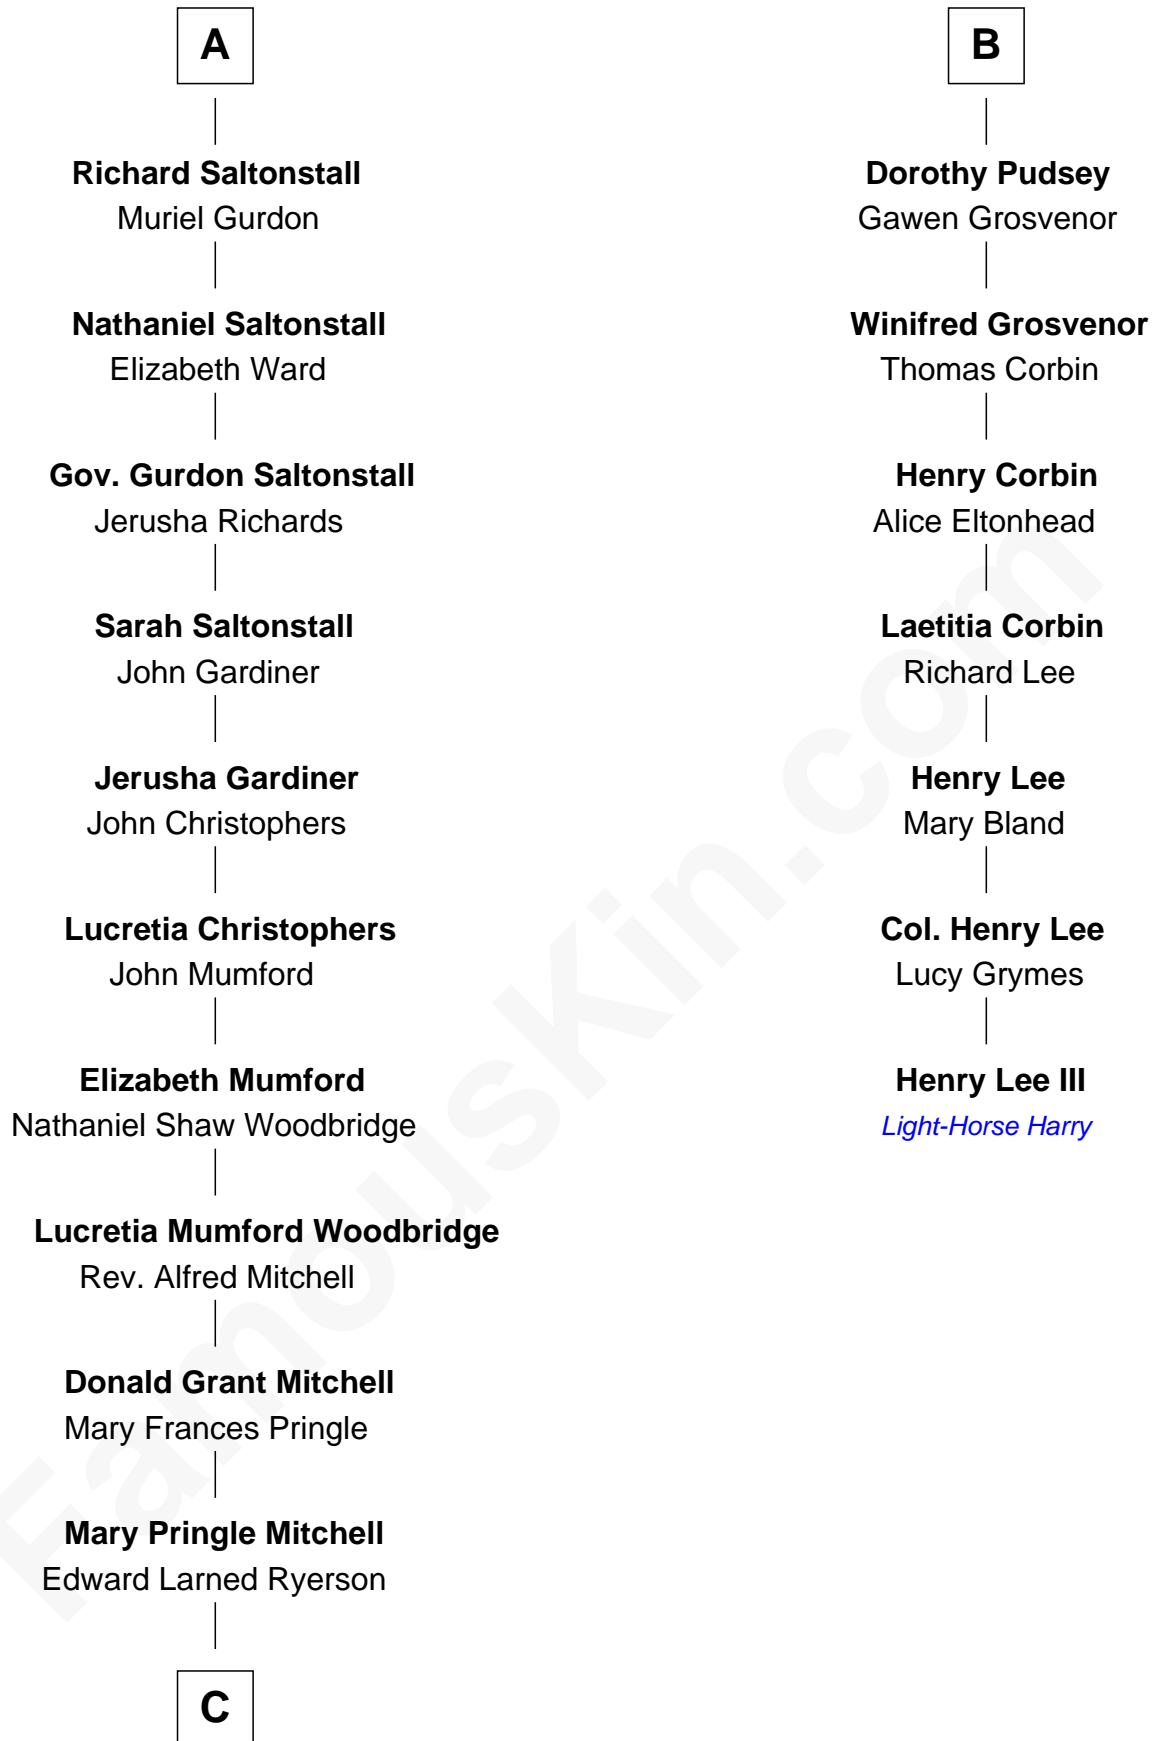 A
Richard Saltonstall
Muriel Gurdon
Nathaniel Saltonstall
Elizabeth Ward
Gov. Gurdon Saltonstall
Jerusha Richards
Sarah Saltonstall
John Gardiner
Jerusha Gardiner
John Christophers
Lucretia Christophers
John Mumford
Elizabeth Mumford
Nathaniel Shaw Woodbridge
Lucretia Mumford Woodbridge
Rev. Alfred Mitchell
Donald Grant Mitchell
Mary Frances Pringle
Mary Pringle Mitchell
Edward Larned Ryerson
C
B
Dorothy Pudsey
Gawen Grosvenor
Winifred Grosvenor
Thomas Corbin
Henry Corbin
Alice Eltonhead
Laetitia Corbin
Richard Lee
Henry Lee
Mary Bland
Col. Henry Lee
Lucy Grymes
Henry Lee III
Light-Horse Harry
FamousKin.com